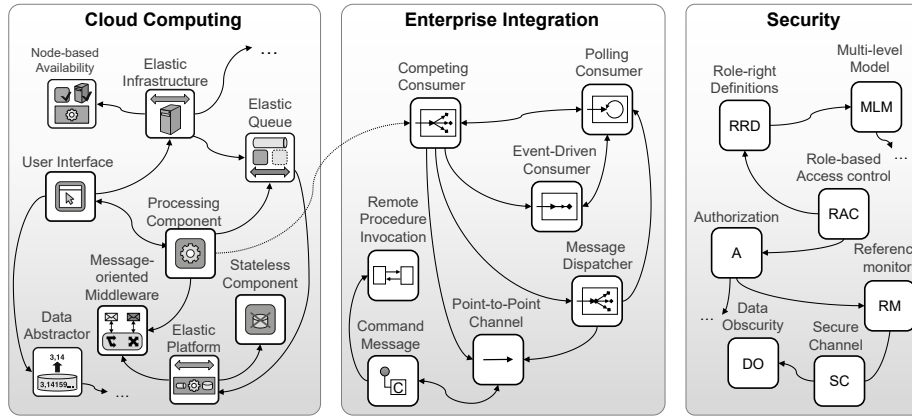 Cloud Computing
Node-based
Availability
Elastic
Infrastructure
...
Elastic
Queue
User Interface
Processing
Component
Message-
oriented
Middleware
Stateless
Component
Data
Abstractor
3,14
3,14159...
Elastic
Platform
...
Enterprise Integration
Competing
Consumer
Polling
Consumer
Event-Driven
Consumer
Remote
Procedure
Invocation
Message
Dispatcher
Point-to-Point
Channel
Command
Message
C
Security
Multi-level
Model
Role-right
Definitions
MLM
RRD
...
Role-based
Access control
RAC
Authorization
A
Reference
monitor
RM
...
Data
Obscurity
Secure
Channel
DO
SC